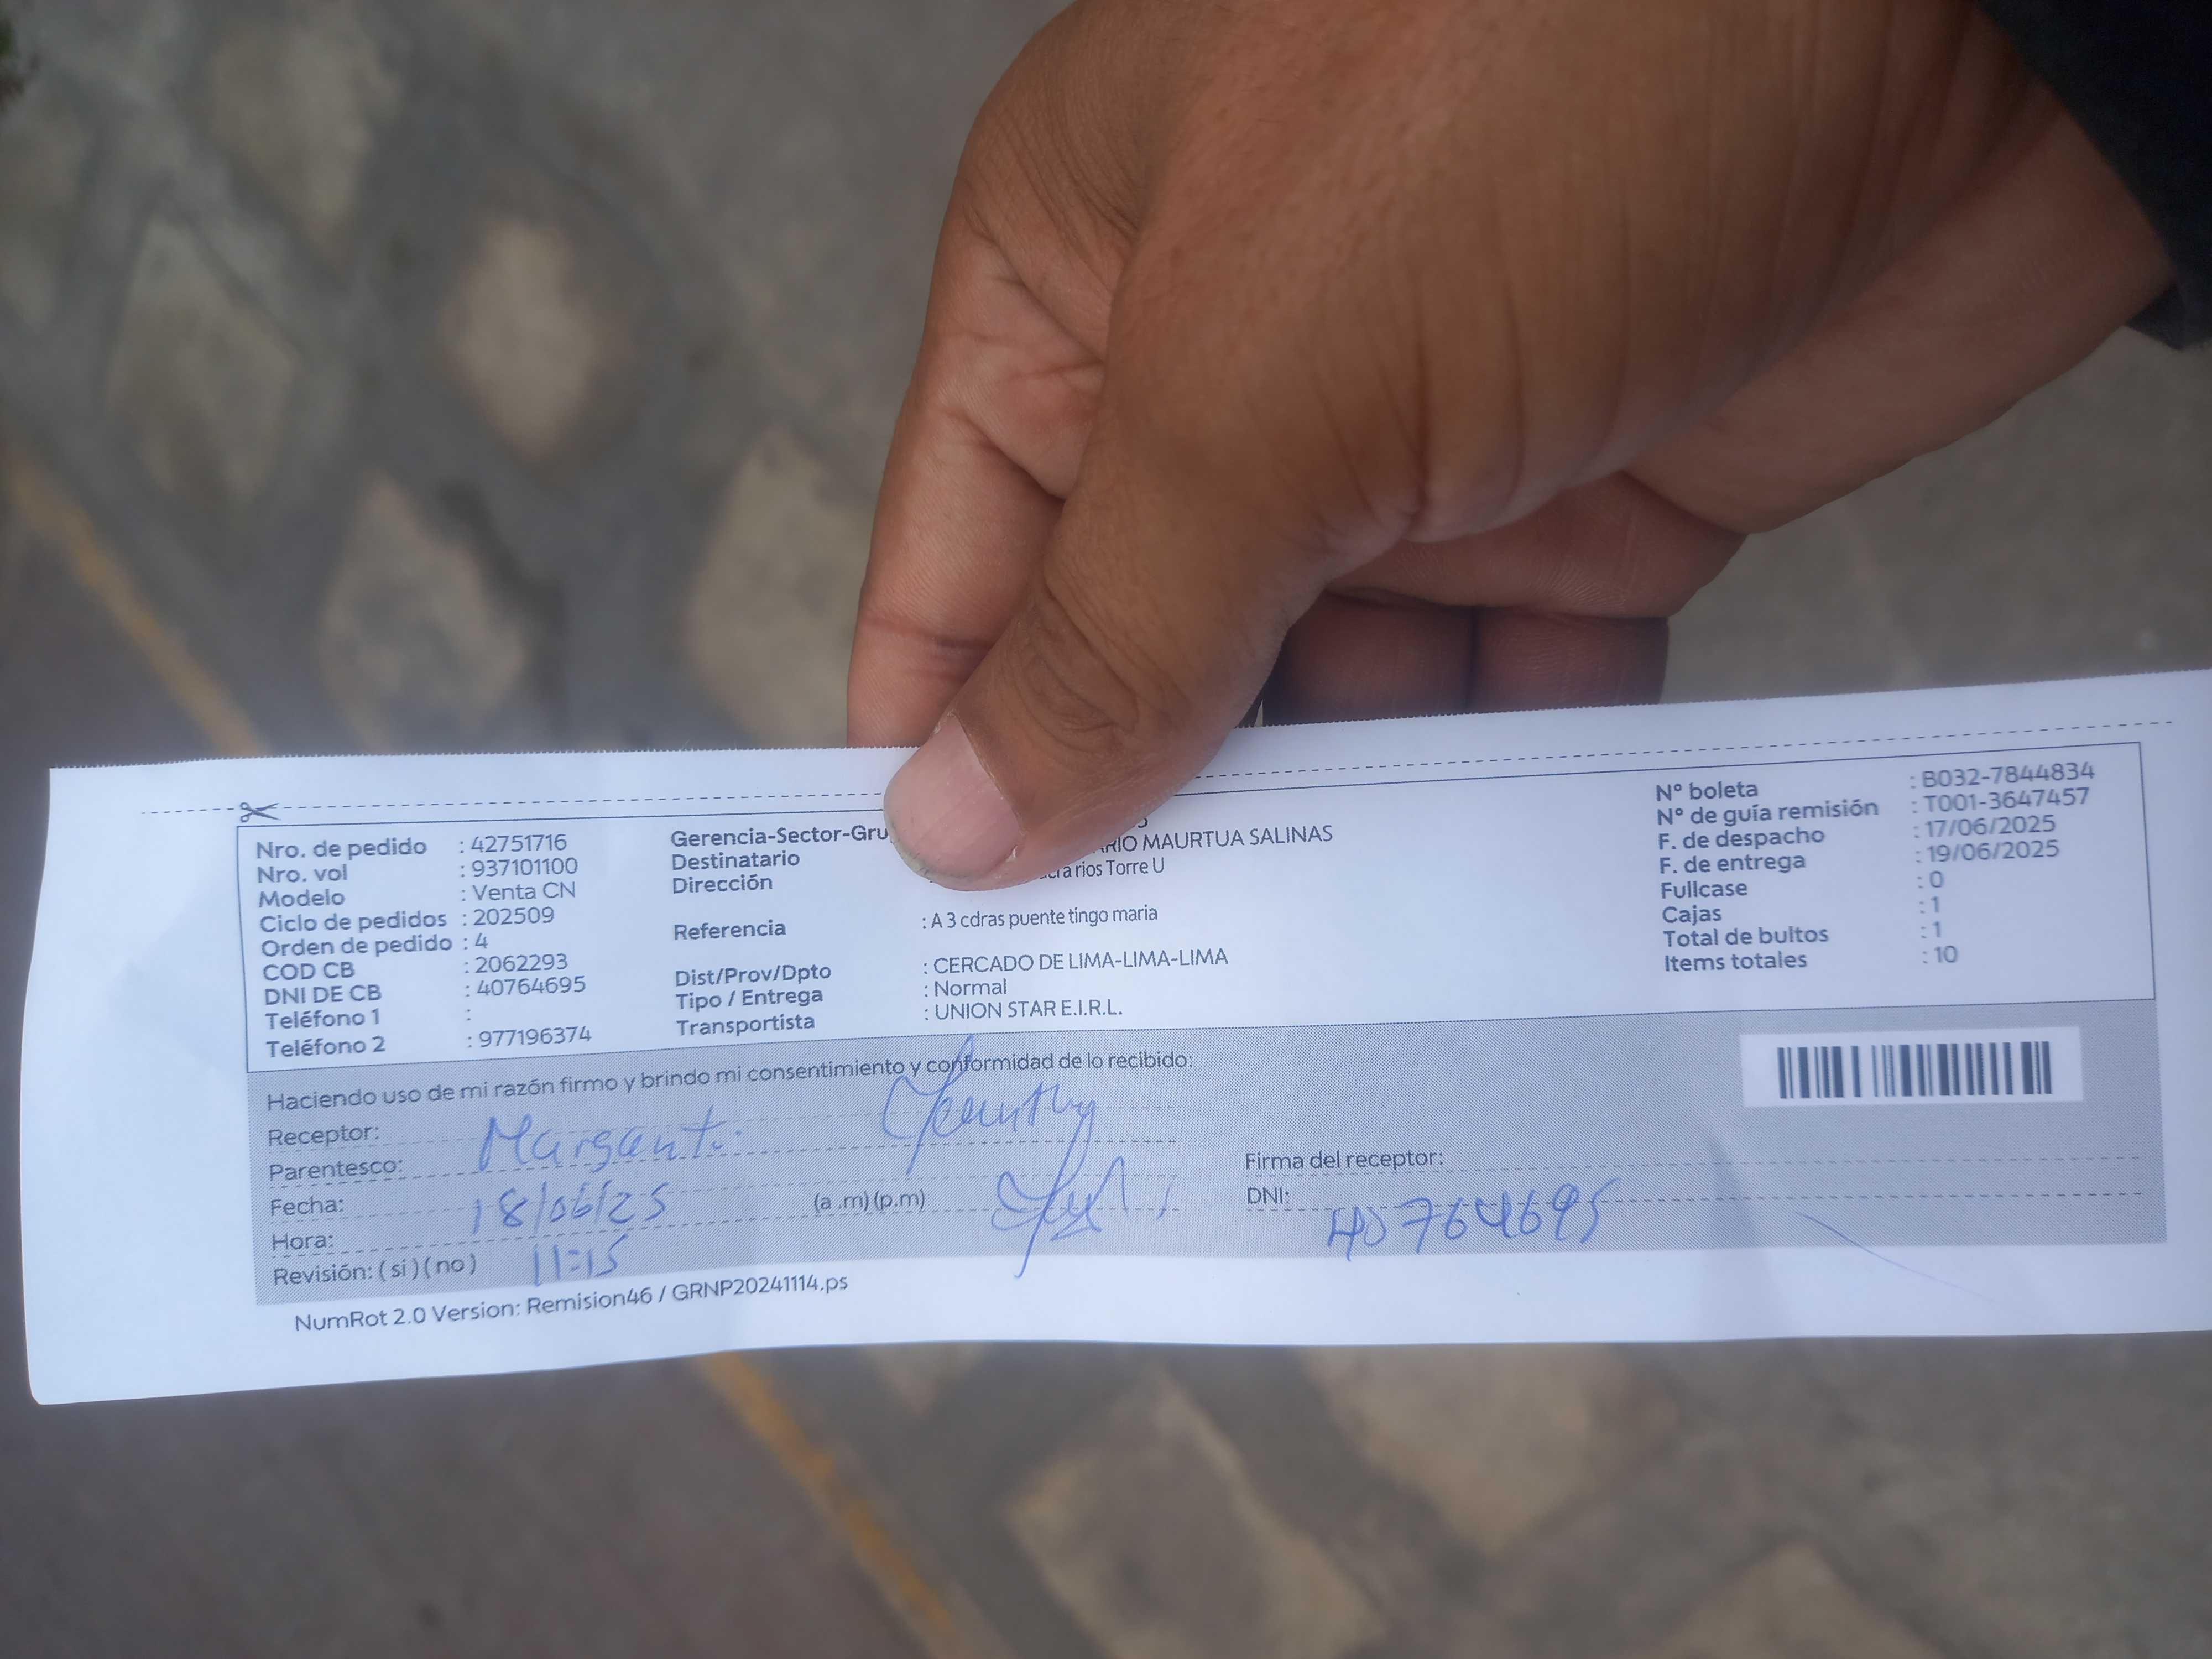 Nro. de pedido : 42751716
Nro. vol : 937101100
Modelo : Venta CN
Ciclo de pedidos : 202509
Orden de pedido : 4
COD CB : 2062293
DNI DE CB : 40764695
Teléfono 1 :
Teléfono 2 : 977196374
Gerencia-Sector-Gru
Destinatario MAURTUA SALINAS
Dirección rios Torre U
Referencia : A 3 cdras puente tingo maria
Dist/Prov/Dpto : CERCADO DE LIMA-LIMA-LIMA
Tipo / Entrega : Normal
Transportista : UNION STAR E.I.R.L.
N° boleta : B032-7844834
N° de guía remisión : T001-3647457
F. de despacho : 17/06/2025
F. de entrega : 19/06/2025
Fullcase : 0
Cajas : 1
Total de bultos : 1
Items totales : 10
Haciendo uso de mi razón firmo y brindo mi consentimiento y conformidad de lo recibido:
Receptor:
Parentesco:
Fecha: 18/06/25 (a .m) (p.m)
Hora: 11:15
Revisión: ( si ) ( no )
Firma del receptor:
DNI: 40764695
NumRot 2.0 Version: Remision46 / GRNP20241114.ps